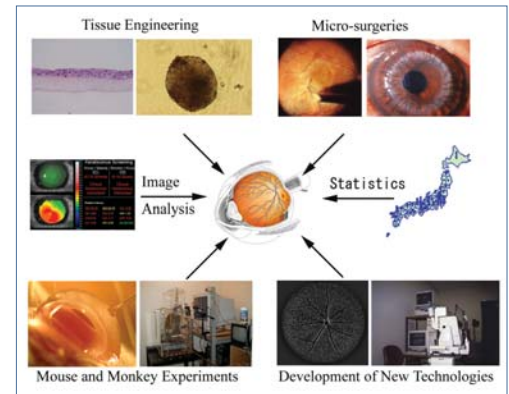 Tissue Engineering
Micro-surgeries
Image
Analysis
Statistics
Mouse and Monkey Experiments
Development of New Technologies